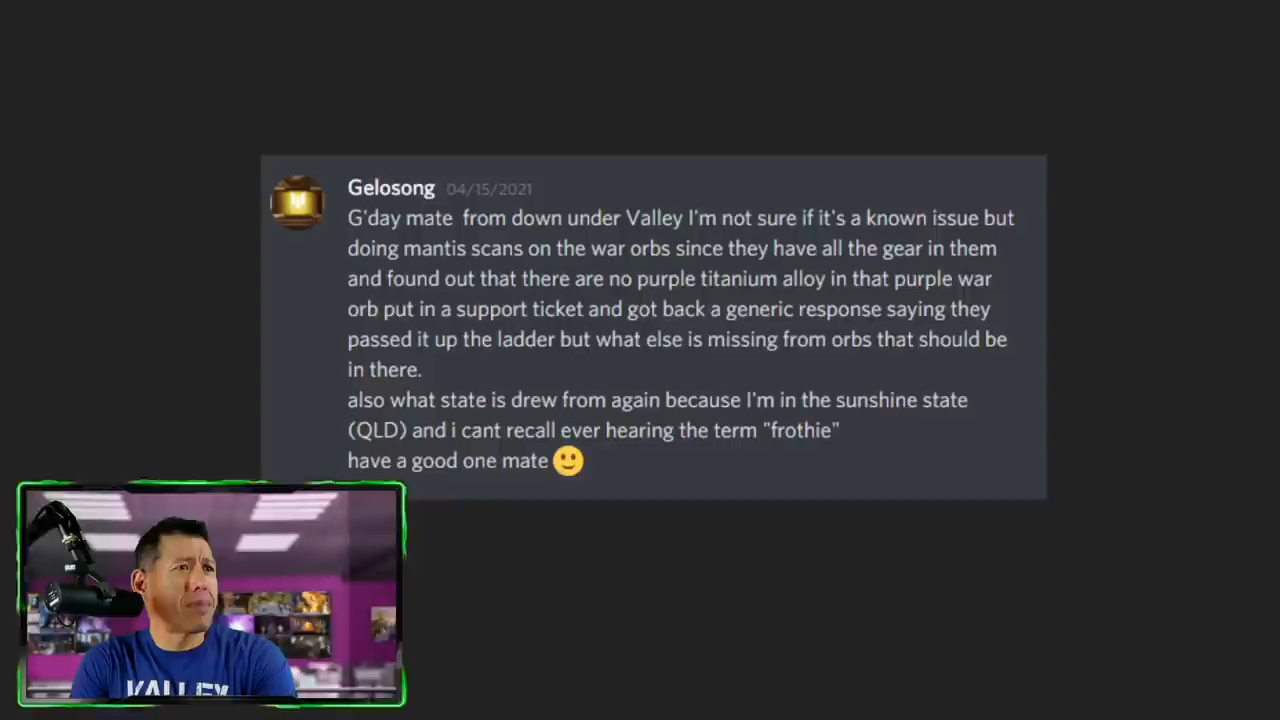 Gelosong 04/15/2021
G'day mate from down under Valley I'm not sure if it's a known issue but
doing mantis scans on the war orbs since they have all the gear in them
and found out that there are no purple titanium alloy in that purple war
orb put in a support ticket and got back a generic response saying they
passed it up the ladder but what else is missing from orbs that should be
in there.
also what state is drew from again because I'm in the sunshine state
(QLD) and i cant recall ever hearing the term "frothie"
have a good one mate 🙂
VALLEY